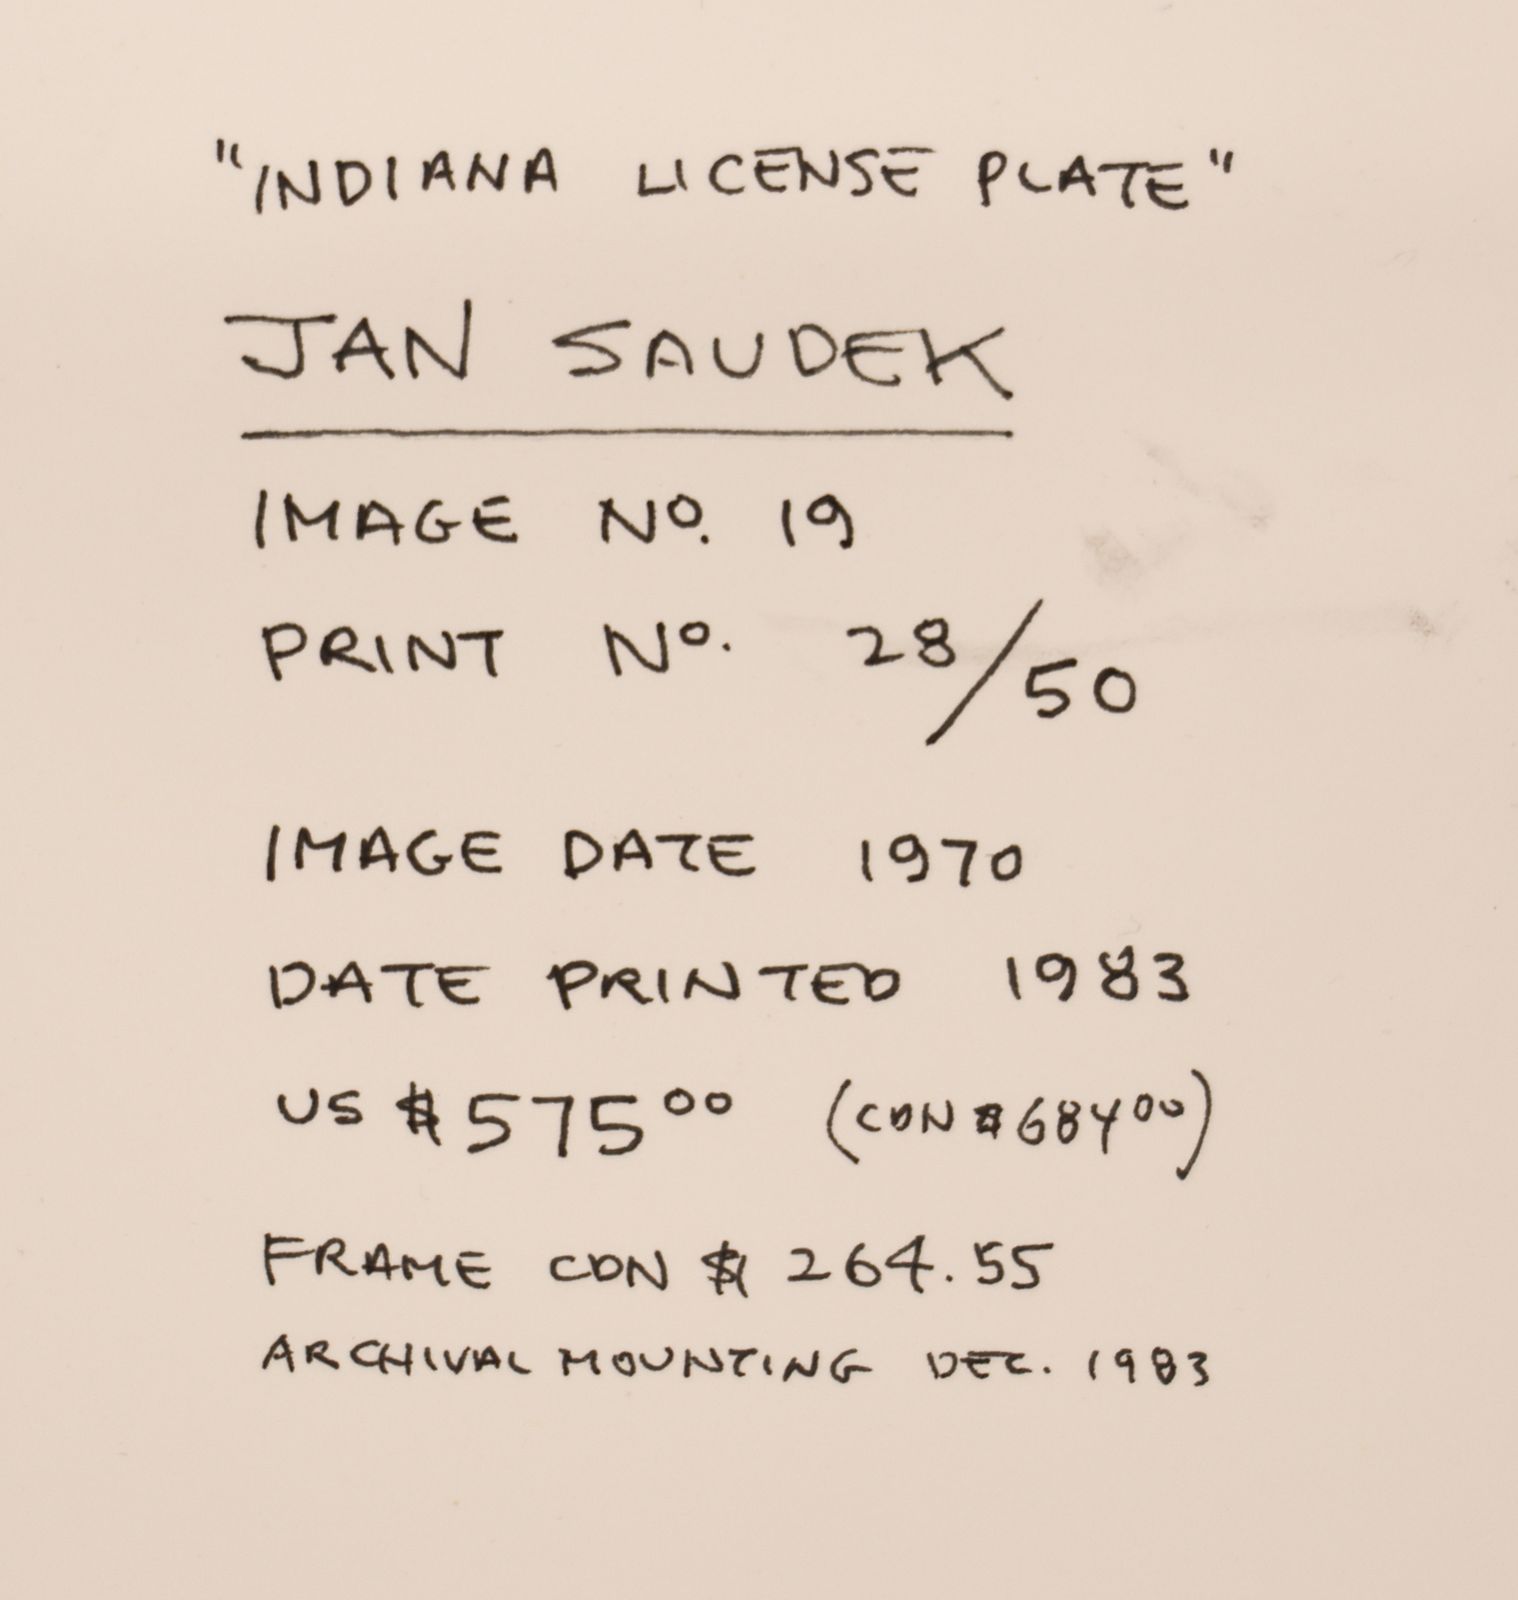 "INDIANA LICENSE PLATE"
JAN SAUDEK
IMAGE No. 19
PRINT No. 28/50
IMAGE DATE 1970
DATE PRINTED 1983
US $575 00 (CDN $684 00)
FRAME CDN $ 264.55
ARCHIVAL MOUNTING DEC. 1983